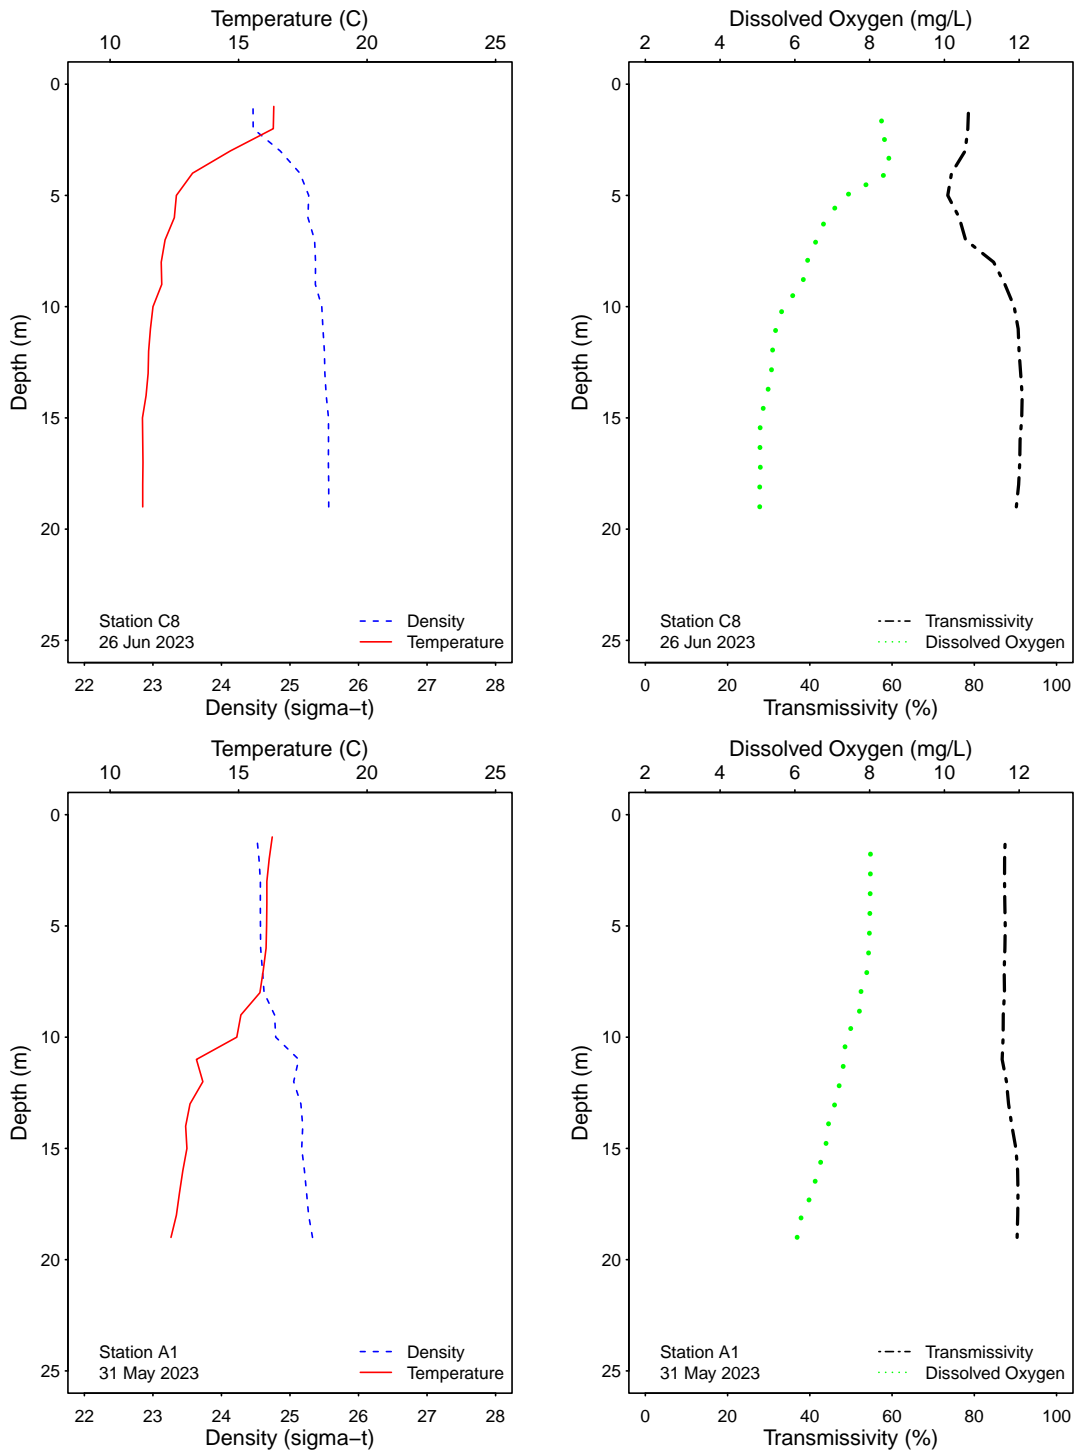 Temperature (C)
10 15 20 25
0
5
10
15
20
25
Depth (m)
Station C8
26 Jun 2023
Density
Temperature
22 23 24 25 26 27 28
Density (sigma−t)
Dissolved Oxygen (mg/L)
2 4 6 8 10 12
0
5
10
15
20
25
Depth (m)
Station C8
26 Jun 2023
Transmissivity
Dissolved Oxygen
0 20 40 60 80 100
Transmissivity (%)
Temperature (C)
10 15 20 25
0
5
10
15
20
25
Depth (m)
Station A1
31 May 2023
Density
Temperature
22 23 24 25 26 27 28
Density (sigma−t)
Dissolved Oxygen (mg/L)
2 4 6 8 10 12
0
5
10
15
20
25
Depth (m)
Station A1
31 May 2023
Transmissivity
Dissolved Oxygen
0 20 40 60 80 100
Transmissivity (%)